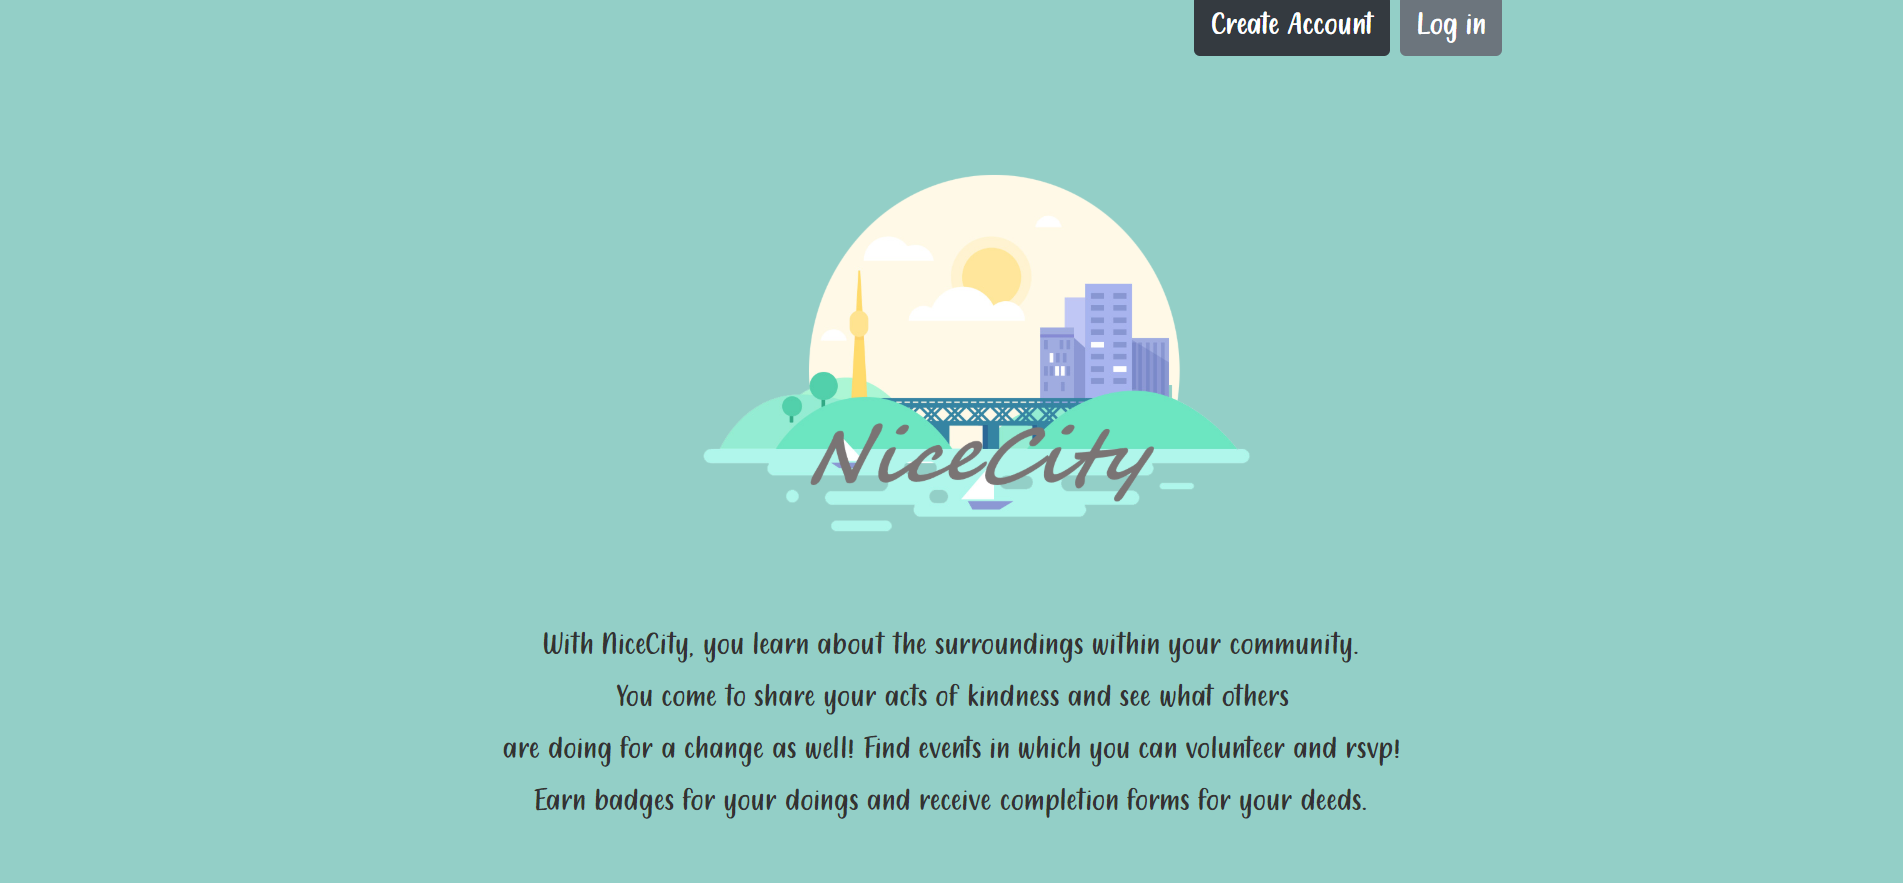 Create Account Log in
NiceCity
With NiceCity, you learn about the surroundings within your community.
You come to share your acts of kindness and see what others
are doing for a change as well! Find events in which you can volunteer and rsvp!
Earn badges for your doings and receive completion forms for your deeds.